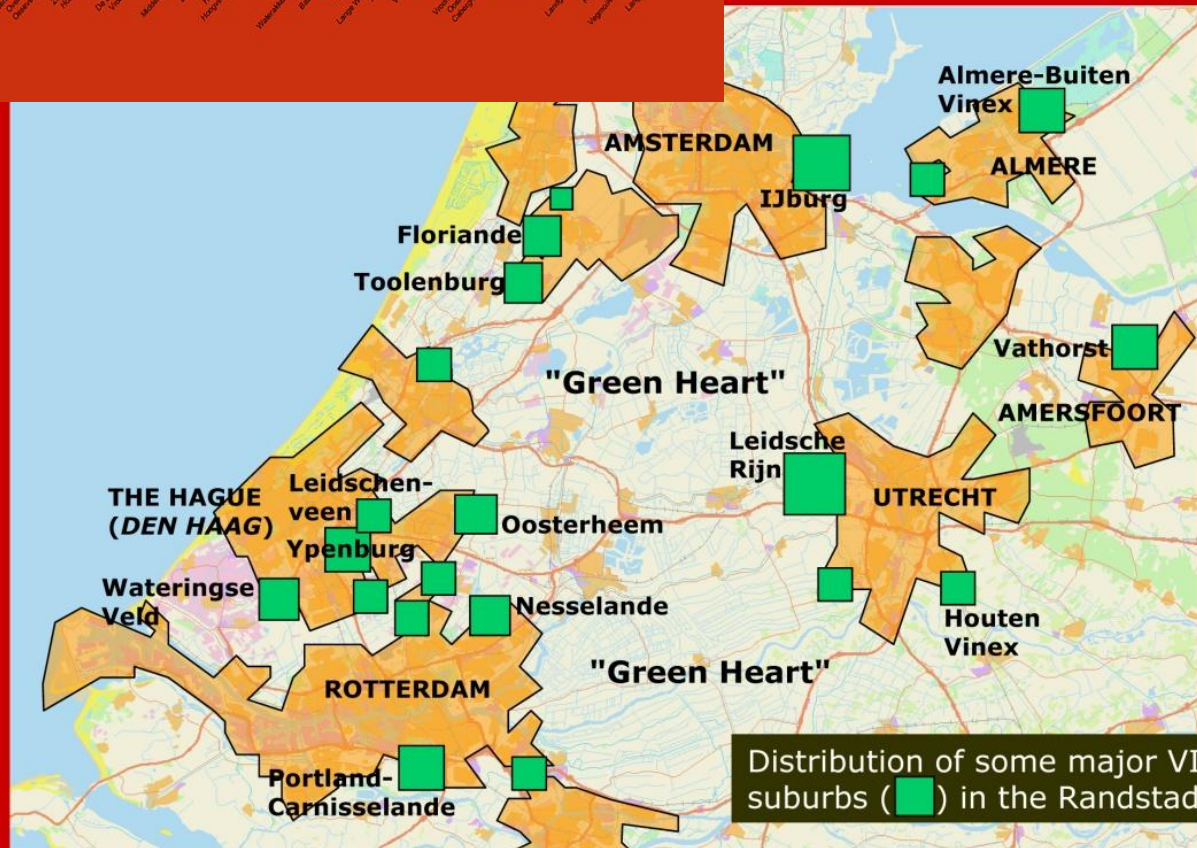 Almere-Buiten
Vinex
AMSTERDAM
ALMERE
IJburg
Floriande
Toolenburg
Vathorst
"Green Heart"
AMERSFOORT
Leidsche
Rijn
THE HAGUE
(DEN HAAG)
Leidschen-
veen
UTRECHT
Oosterheem
Ypenburg
Wateringse
Veld
Nesselande
Houten
Vinex
"Green Heart"
ROTTERDAM
Portland-
Carnisselande
Distribution of some major VI
suburbs ( ) in the Randstad